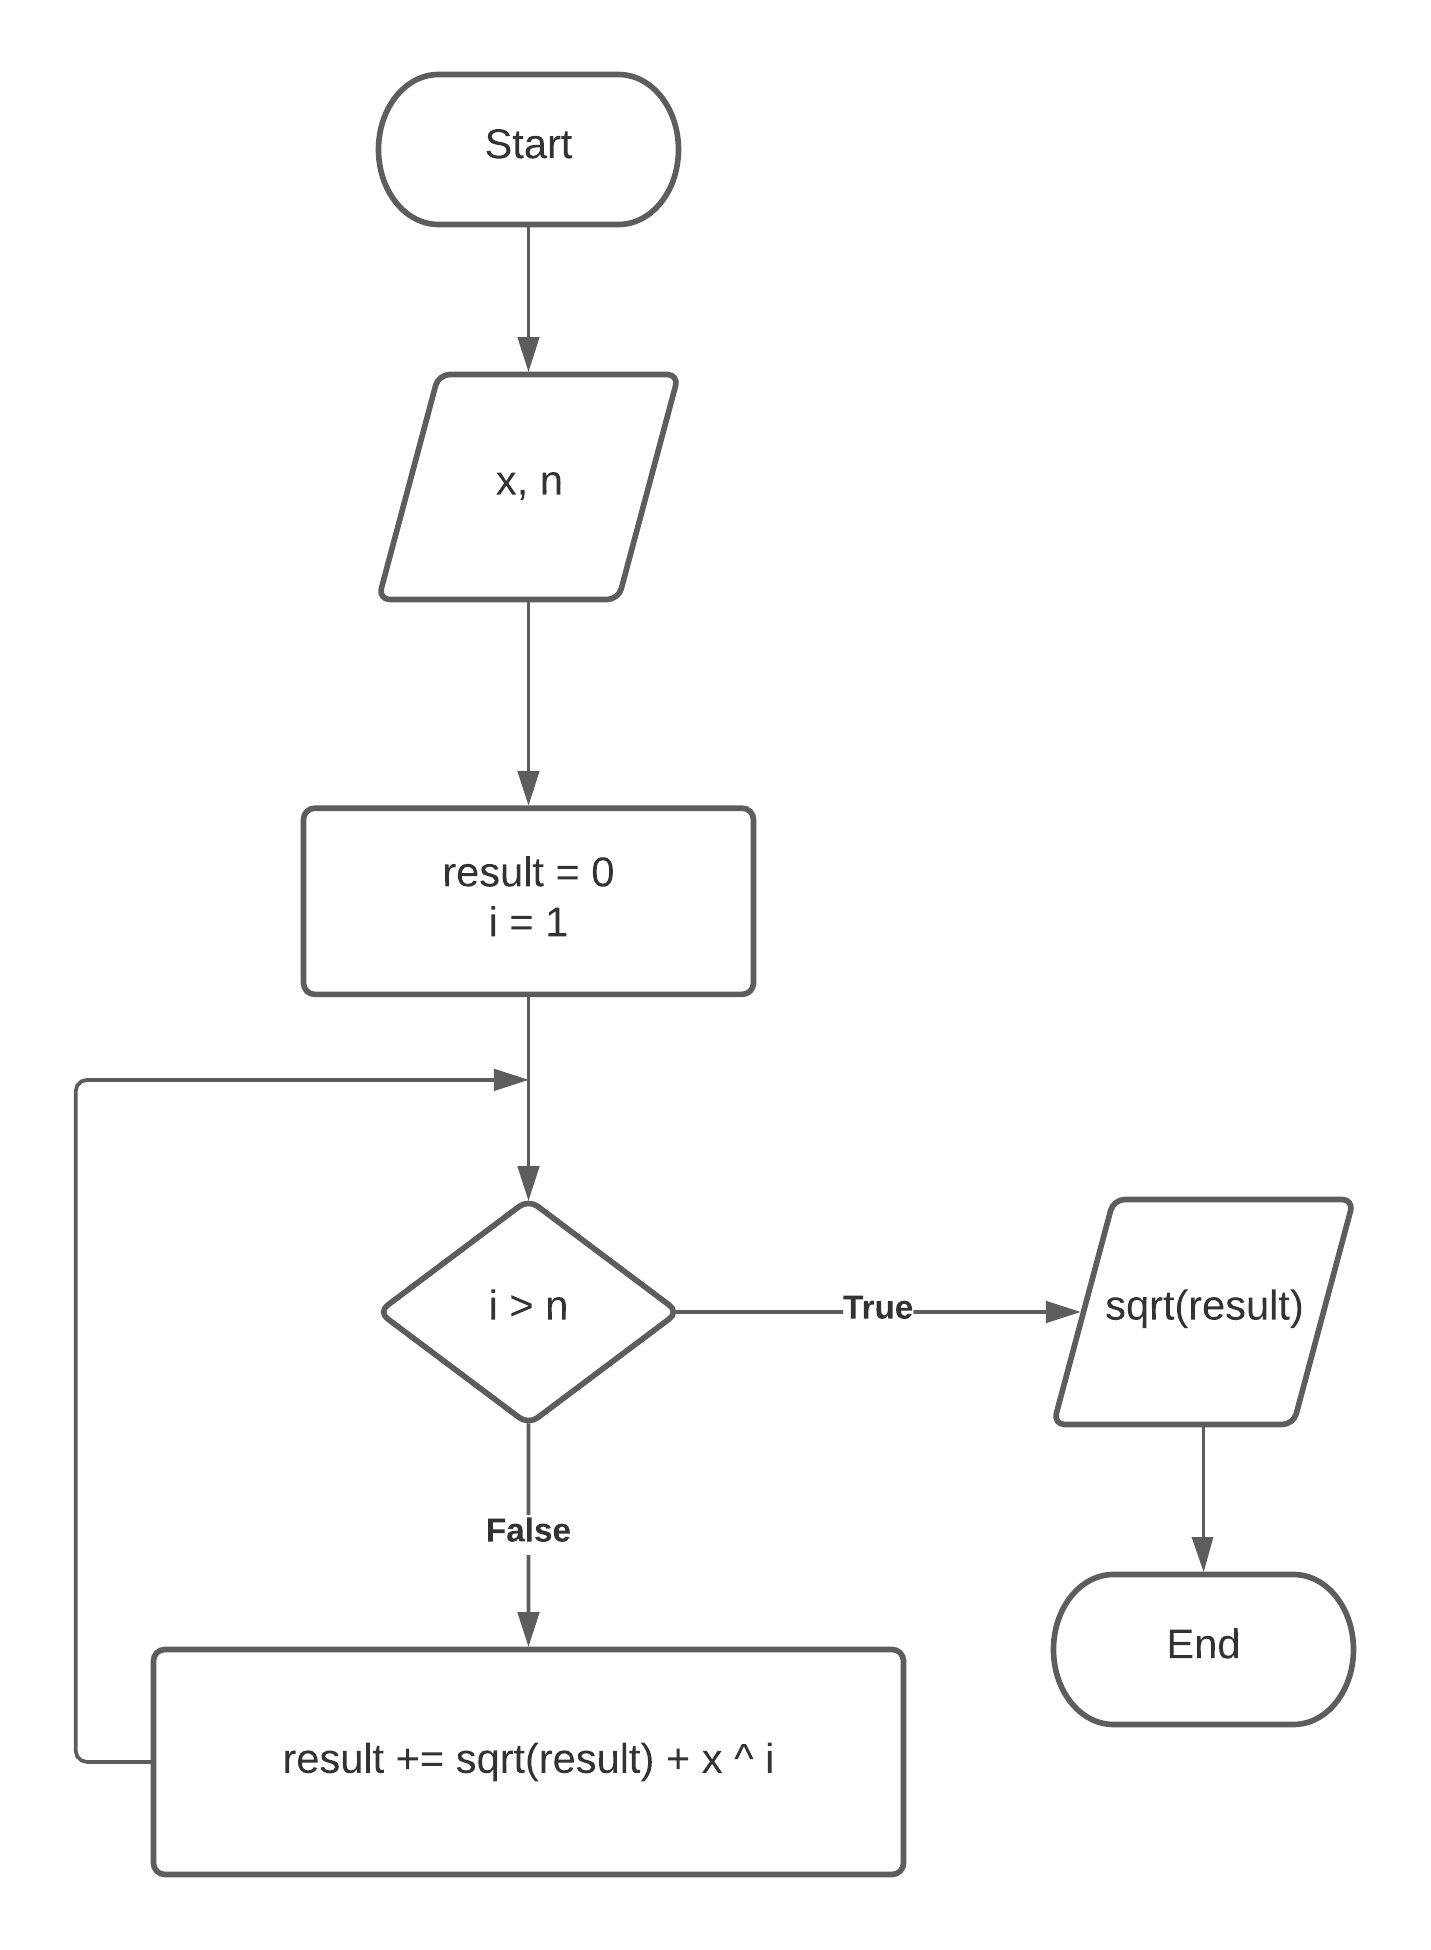 Start
x, n
result = 0
i = 1
i > n
True
sqrt(result)
False
End
result += sqrt(result) + x ^ i